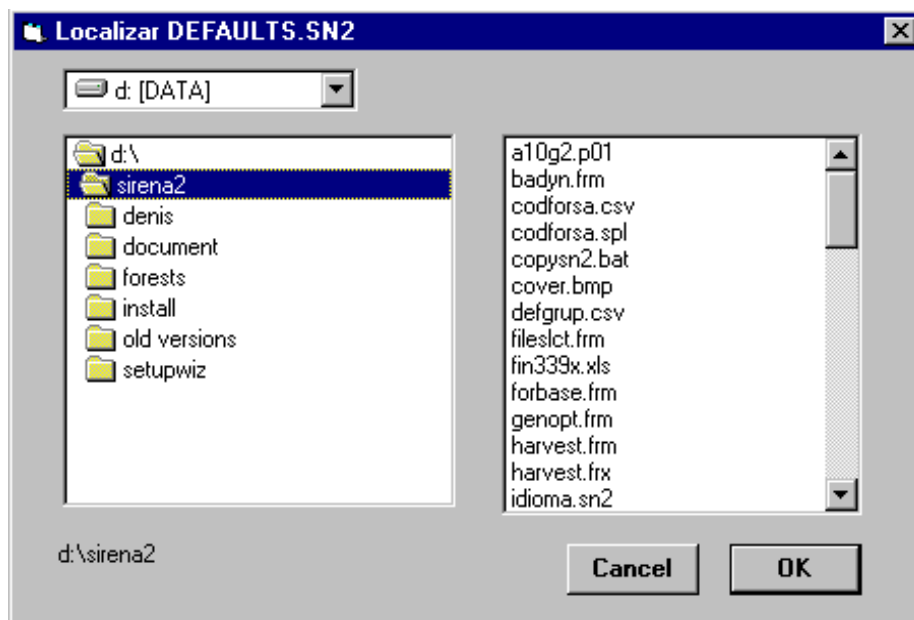 Localizar DEFAULTS.SN2
d: [DATA]
d:\
sirena2
denis
document
forests
install
old versions
setupwiz
a10g2.p01
badyn.frm
codforsa.csv
codforsa.spl
copysn2.bat
cover.bmp
defgrup.csv
fileslct.frm
fin339x.xls
forbase.frm
genopt.frm
harvest.frm
harvest.frx
idioma.sn2
d:\sirena2
Cancel
OK